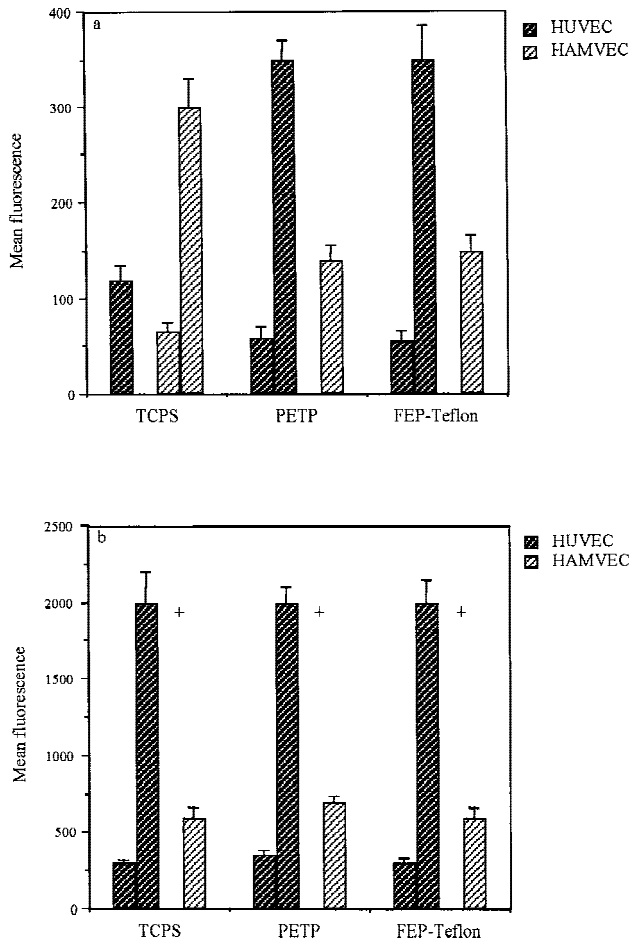 a
HUVEC
HAMVEC
Mean fluorescence
400
300
200
100
0
TCPS PETP FEP-Teflon
b
HUVEC
HAMVEC
Mean fluorescence
2500
2000
1500
1000
500
0
+ + +
TCPS PETP FEP-Teflon